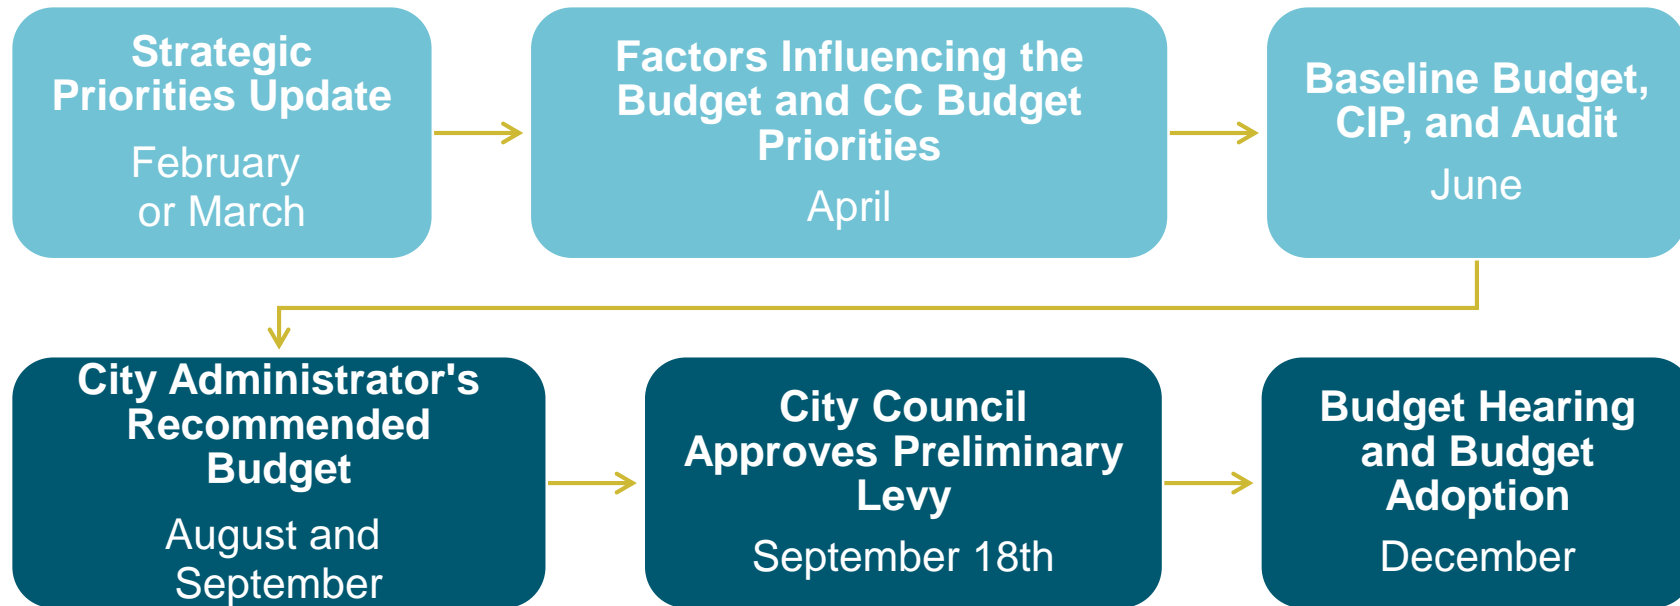 Strategic
Priorities Update
February
or March
Factors Influencing the
Budget and CC Budget
Priorities
April
Baseline Budget,
CIP, and Audit
June
City Administrator's
Recommended
Budget
August and
September
City Council
Approves Preliminary
Levy
September 18th
Budget Hearing
and Budget
Adoption
December